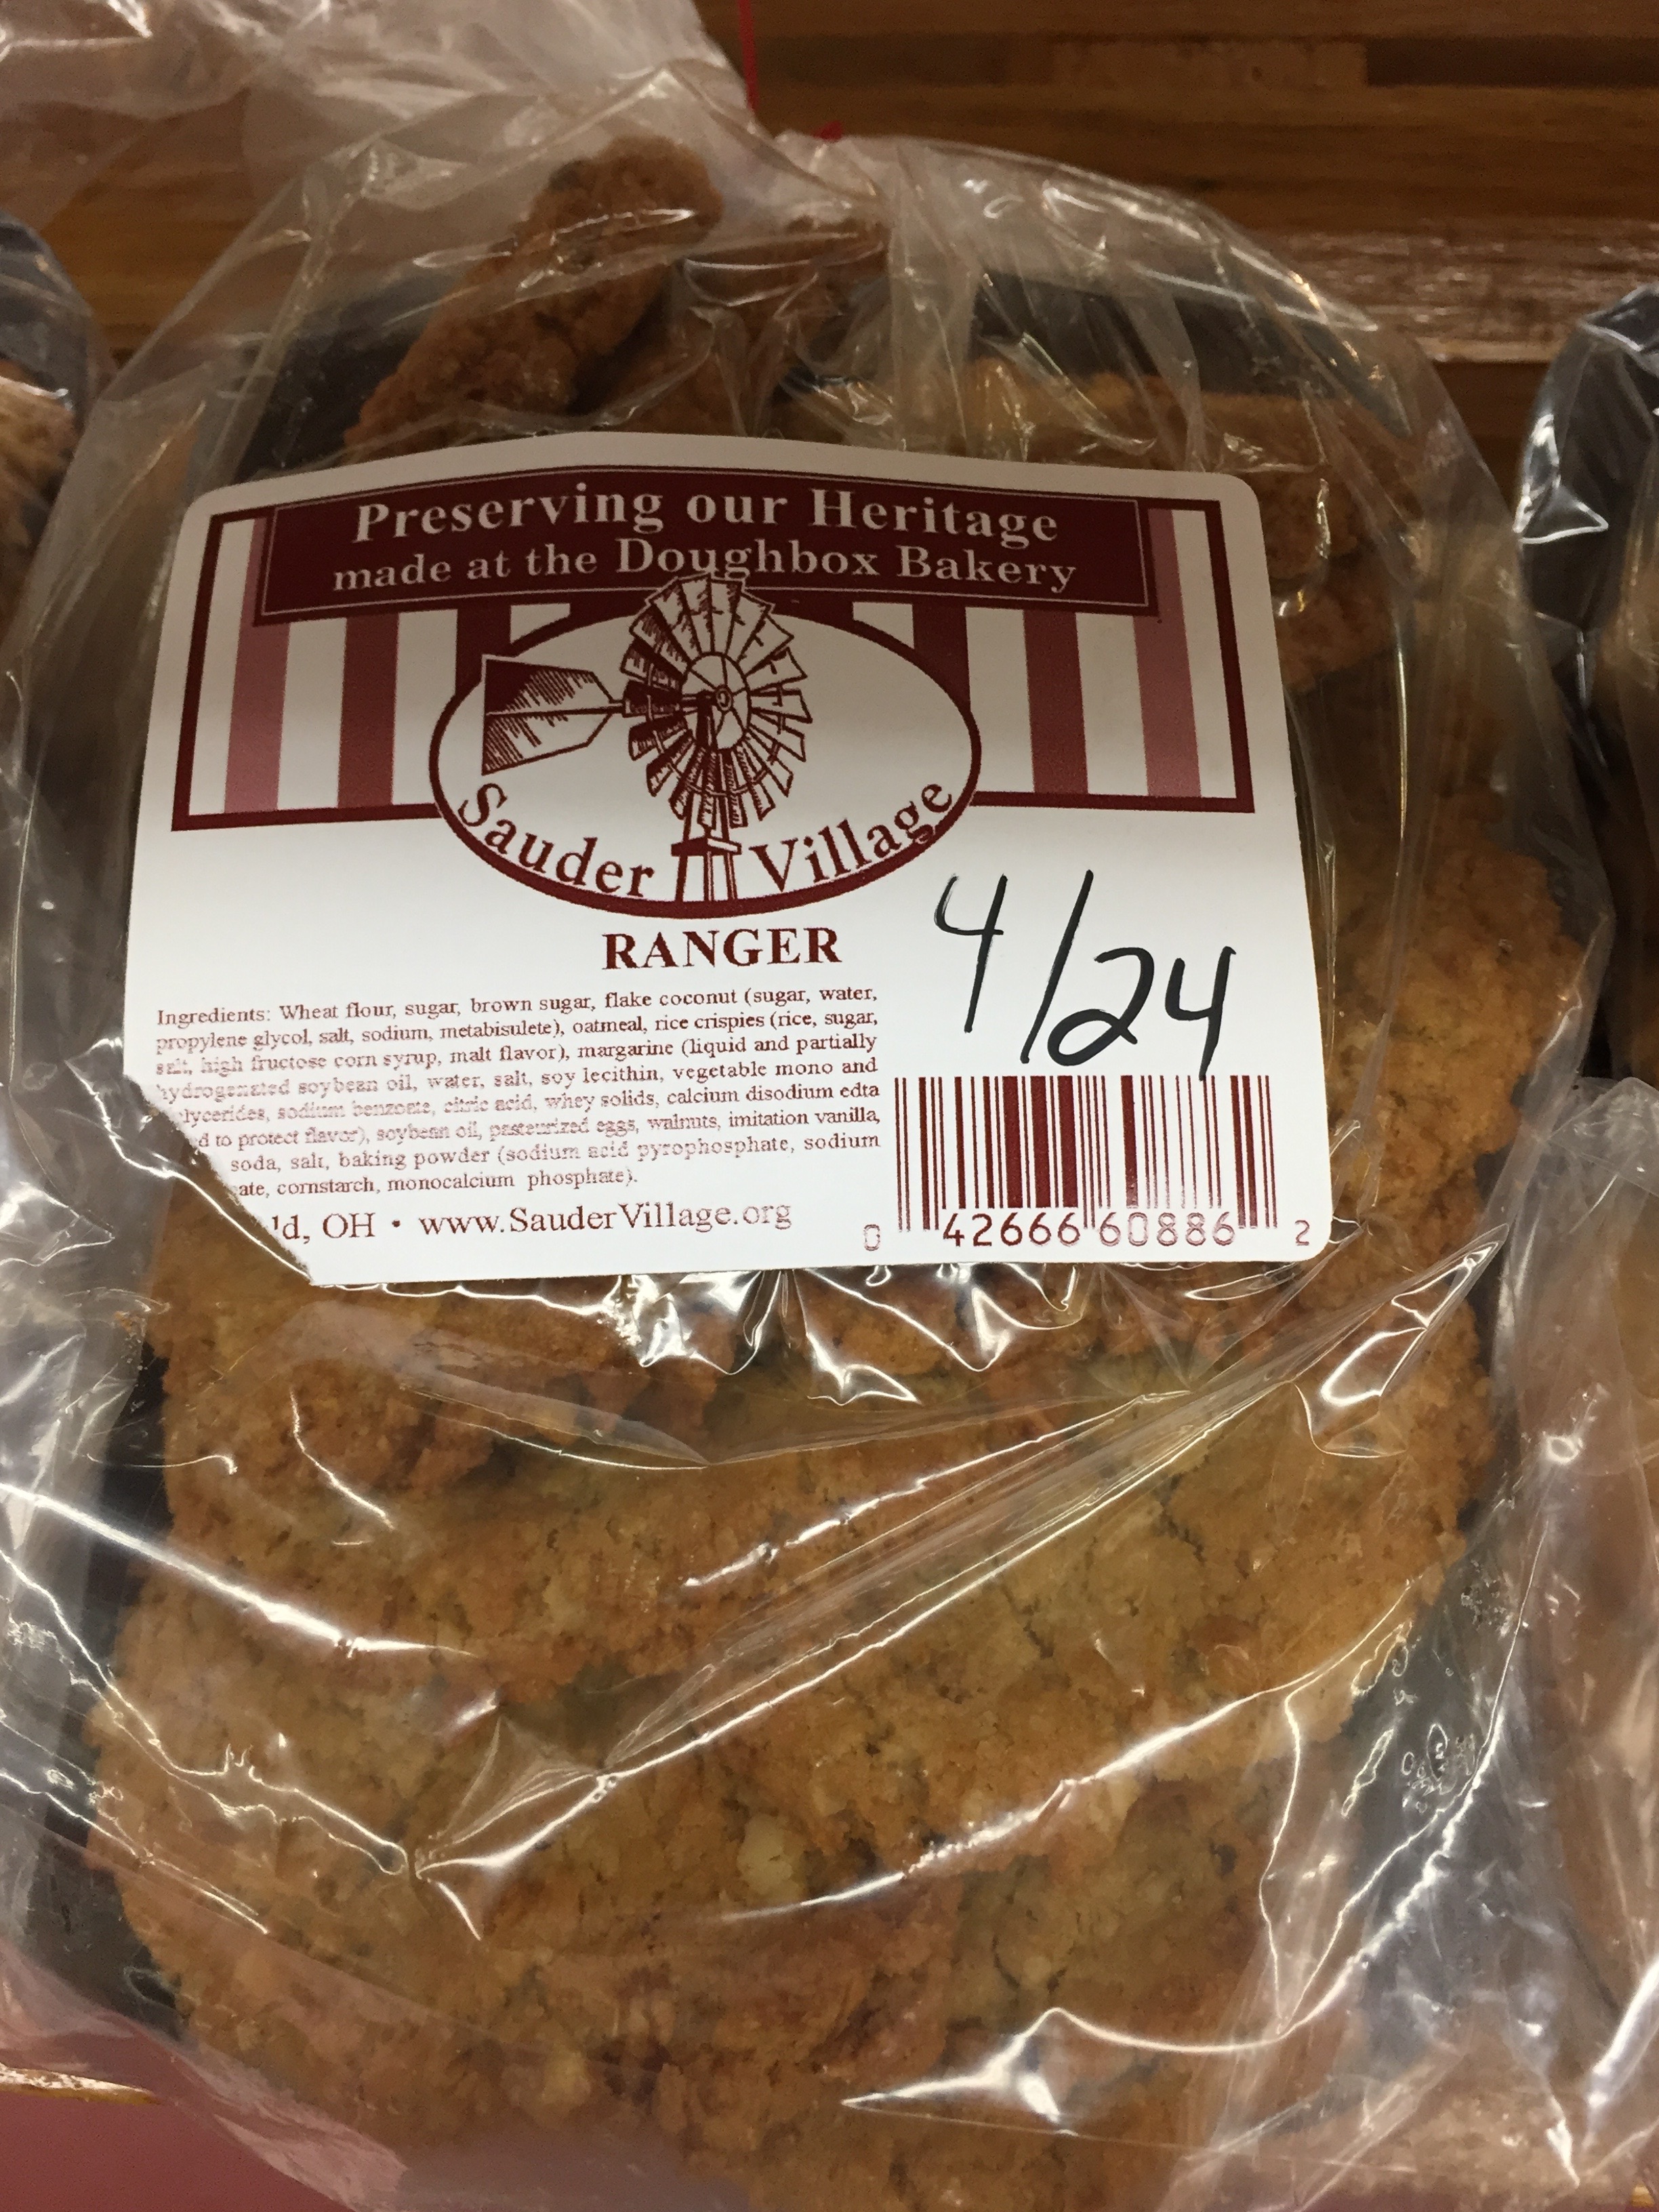 Preserving our Heritage
made at the Doughbox Bakery
Sauder Village
RANGER
4/24
Ingredients: Wheat flour, sugar, brown sugar, flake coconut (sugar, water,
propylene glycol, salt, sodium, metabisulete), oatmeal, rice crispies (rice, sugar,
salt, high fructose corn syrup, malt flavor), margarine (liquid and partially
hydrogenated soybean oil, water, salt, soy lecithin, vegetable mono and
glycerides, sodium benzoate, citric acid, whey solids, calcium disodium edta
d to protect flavor), soybean oil, pasteurized eggs, walnuts, imitation vanilla,
soda, salt, baking powder (sodium acid pyrophosphate, sodium
ate, cornstarch, monocalcium phosphate).
ld, OH • www.SauderVillage.org
0 42666 60886 2